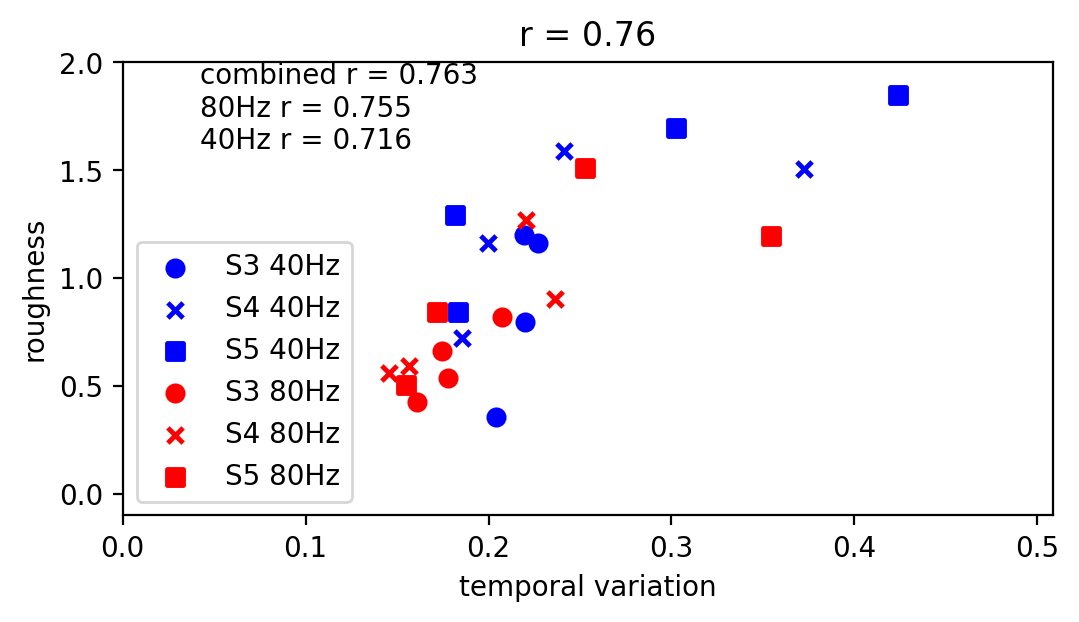 r = 0.76
combined r = 0.763
80Hz r = 0.755
40Hz r = 0.716
2.0
1.5
1.0
0.5
0.0
roughness
S3 40Hz
S4 40Hz
S5 40Hz
S3 80Hz
S4 80Hz
S5 80Hz
0.0 0.1 0.2 0.3 0.4 0.5
temporal variation